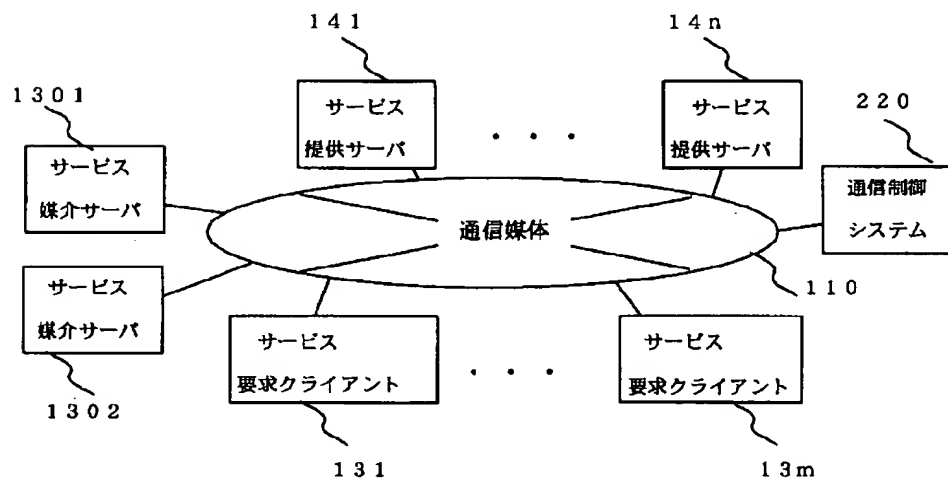 141
14n
1301
サービス
提供サーバ
・・・
サービス
提供サーバ
220
サービス
媒介サーバ
通信制御
システム
通信媒体
サービス
媒介サーバ
110
サービス
要求クライアント
・・・
サービス
要求クライアント
1302
131
13m